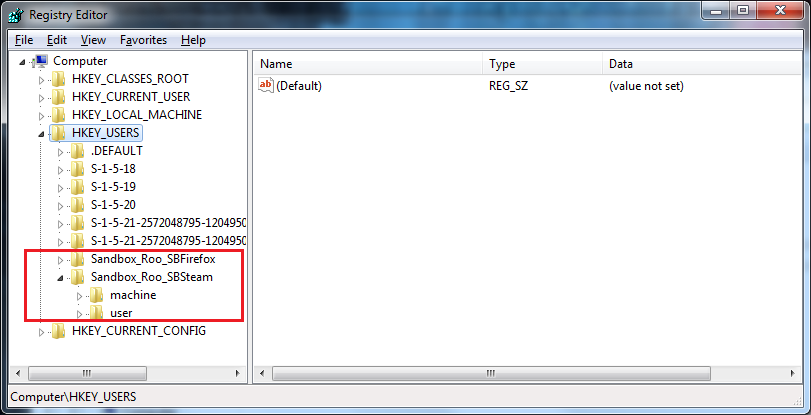 Registry Editor
File Edit View Favorites Help
Computer
HKEY_CLASSES_ROOT
HKEY_CURRENT_USER
HKEY_LOCAL_MACHINE
HKEY_USERS
.DEFAULT
S-1-5-18
S-1-5-19
S-1-5-20
S-1-5-21-2572048795-1204950
S-1-5-21-2572048795-1204950
Sandbox_Roo_SBFirefox
Sandbox_Roo_SBSteam
machine
user
HKEY_CURRENT_CONFIG
Name Type Data
ab (Default) REG_SZ (value not set)
Computer\HKEY_USERS